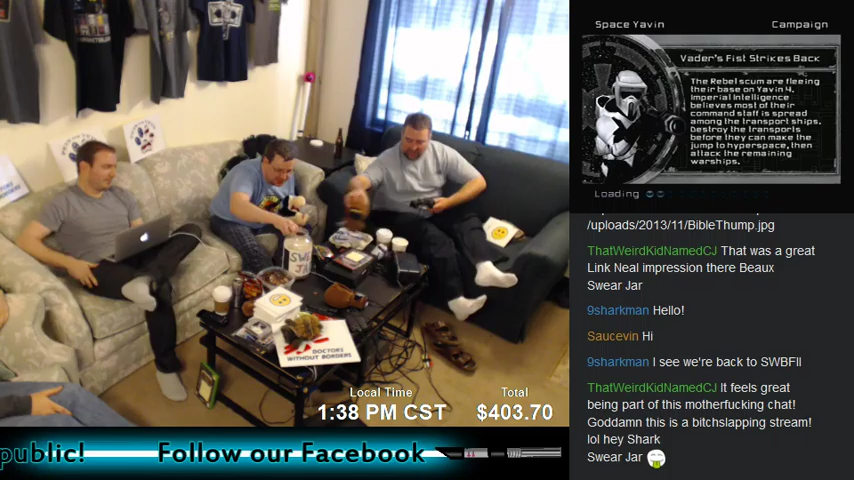 Space Yavin
Campaign
Vader's Fist Strikes Back
The Rebel scum are fleeing
their base on Yavin 4.
Imperial Intelligence
believes most of their
command staff is spread
among the transport ships.
Destroy the transports
before they can make the
jump to hyperspace, then
attack the remaining
warships.
Loading
/uploads/2013/11/BibleThump.jpg
ThatWeirdKidNamedCJ That was a great
Link Neal impression there Beaux
Swear Jar
9sharkman Hello!
Saucevin Hi
9sharkman I see we're back to SWBFII
ThatWeirdKidNamedCJ It feels great
being part of this motherfucking chat!
Goddamn this is a bitchslapping stream!
lol hey Shark
Swear Jar
SWEAR
JAR
DOCTORS
WITHOUT BORDERS
Local Time
1:38 PM CST
Total
$403.70
public!
Follow our Facebook